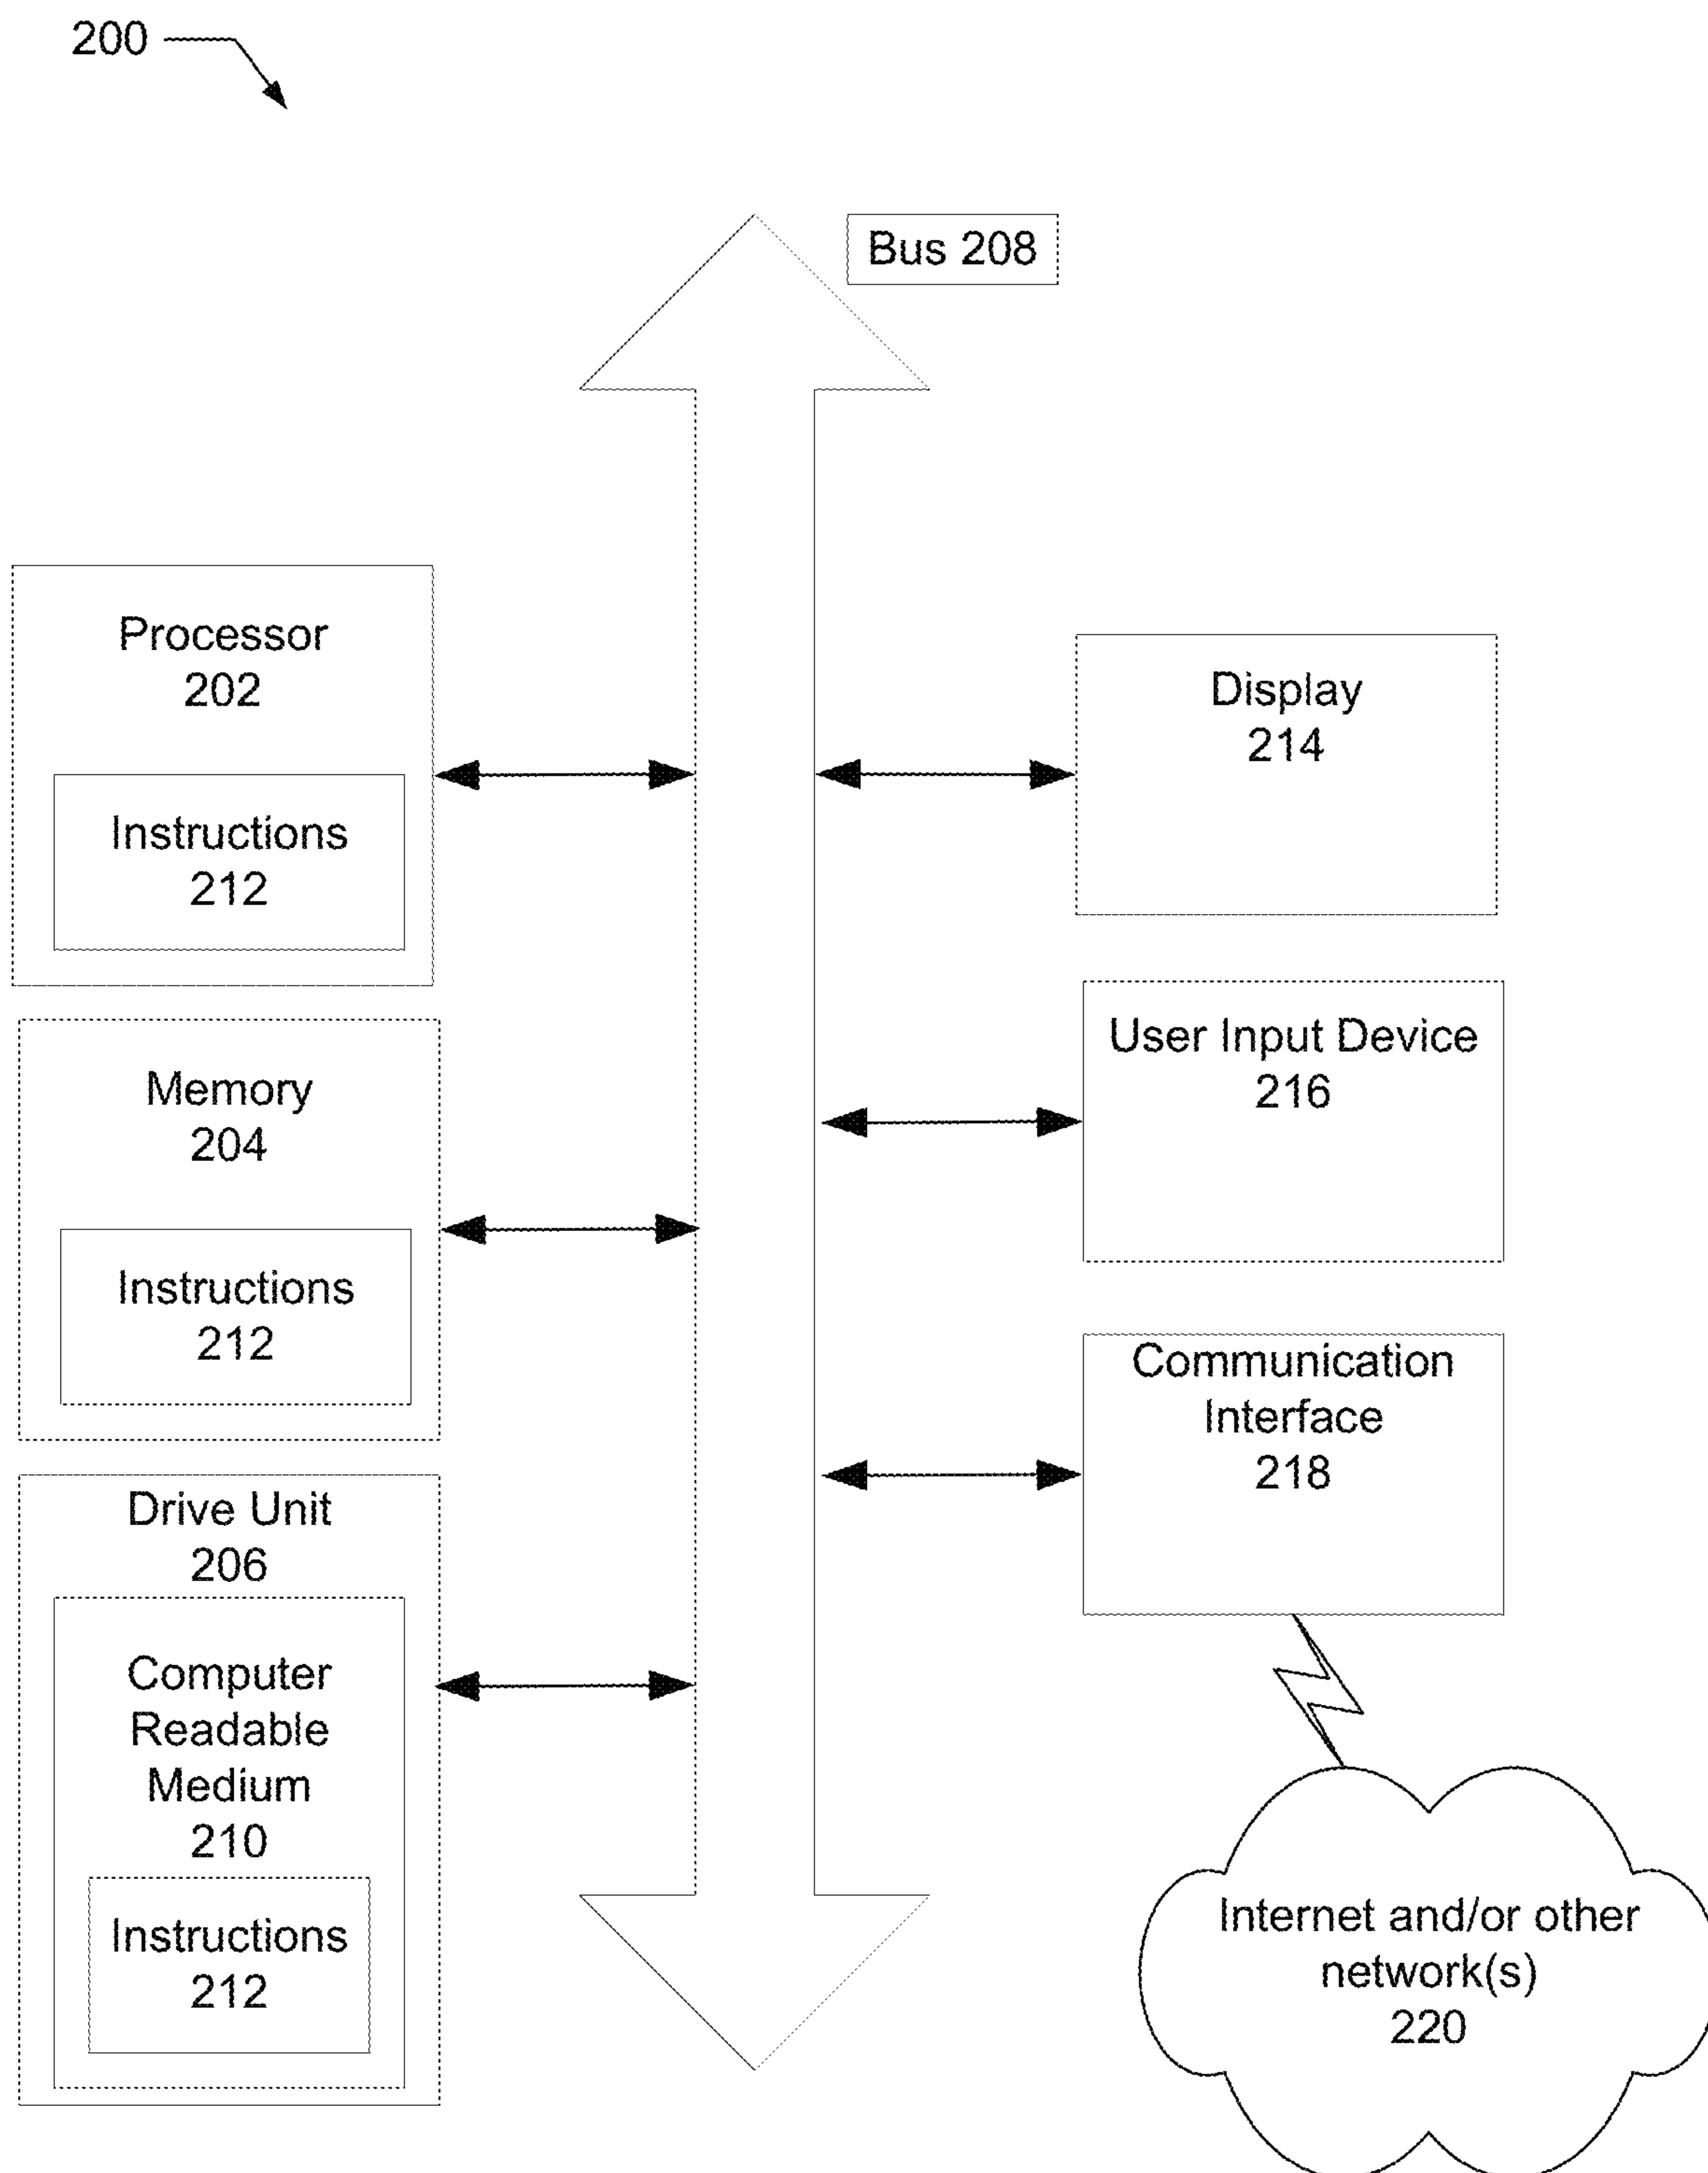 200
Bus 208
Processor
202
Instructions
212
Memory
204
Instructions
212
Drive Unit
206
Computer
Readable
Medium
210
Instructions
212
Display
214
User Input Device
216
Communication
Interface
218
Internet and/or other
network(s)
220